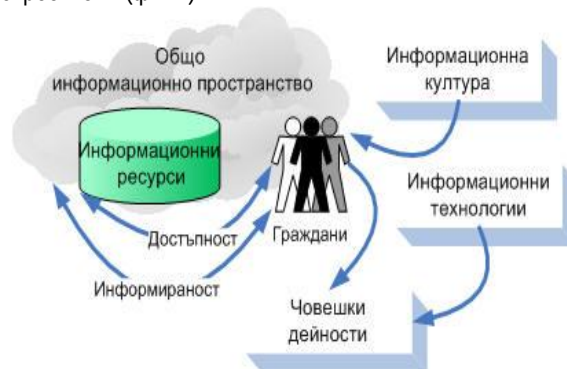 Общо
информационно пространство
Информационна
култура
Информационни
ресурси
Информационни
технологии
Достъпност
Граждани
Информираност
Човешки
дейности